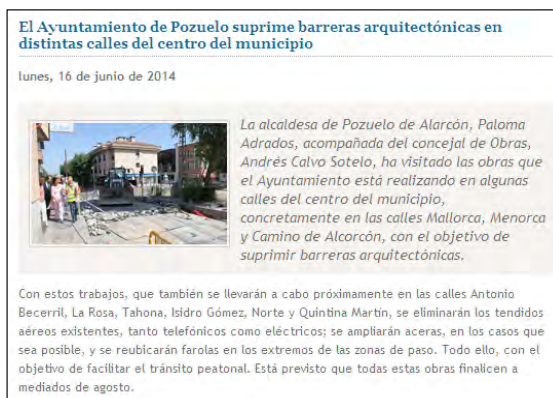 El Ayuntamiento de Pozuelo suprime barreras arquitectónicas en
distintas calles del centro del municipio
lunes, 16 de junio de 2014
La alcaldesa de Pozuelo de Alarcón, Paloma
Adrados, acompañada del concejal de Obras,
Andrés Calvo Sotelo, ha visitado las obras que
el Ayuntamiento está realizando en algunas
calles del centro del municipio,
concretamente en las calles Mallorca, Menorca
y Camino de Alcorcón, con el objetivo de
suprimir barreras arquitectónicas.
Con estos trabajos, que también se llevarán a cabo próximamente en las calles Antonio
Becerril, La Rosa, Tahona, Isidro Gómez, Norte y Quintina Martín, se eliminarán los tendidos
aéreos existentes, tanto telefónicos como eléctricos; se ampliarán aceras, en los casos que
sea posible, y se reubicarán farolas en los extremos de las zonas de paso. Todo ello, con el
objetivo de facilitar el tránsito peatonal. Está previsto que todas estas obras finalicen a
mediados de agosto.